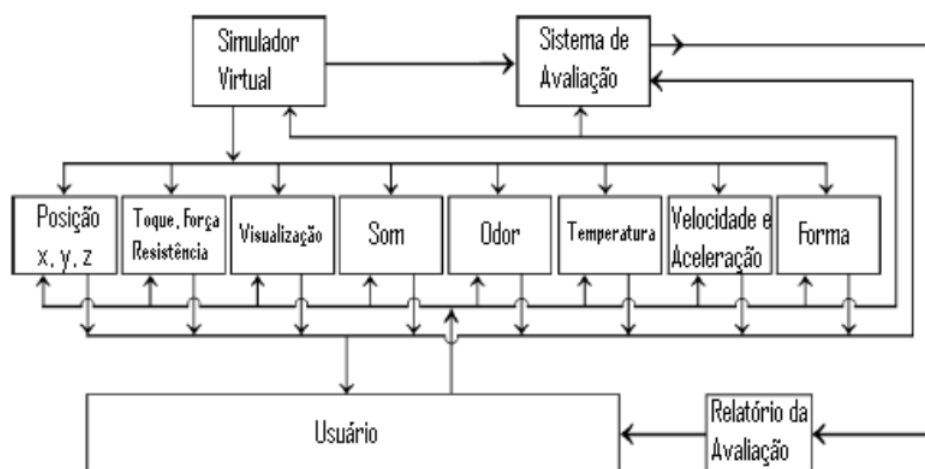 Simulador
Virtual
Sistema de
Avaliação
Posição
x, y, z
Toque, Força
Resistência
Visualização
Som
Odor
Temperatura
Velocidade e
Aceleração
Forma
Usuário
Relatório da
Avaliação